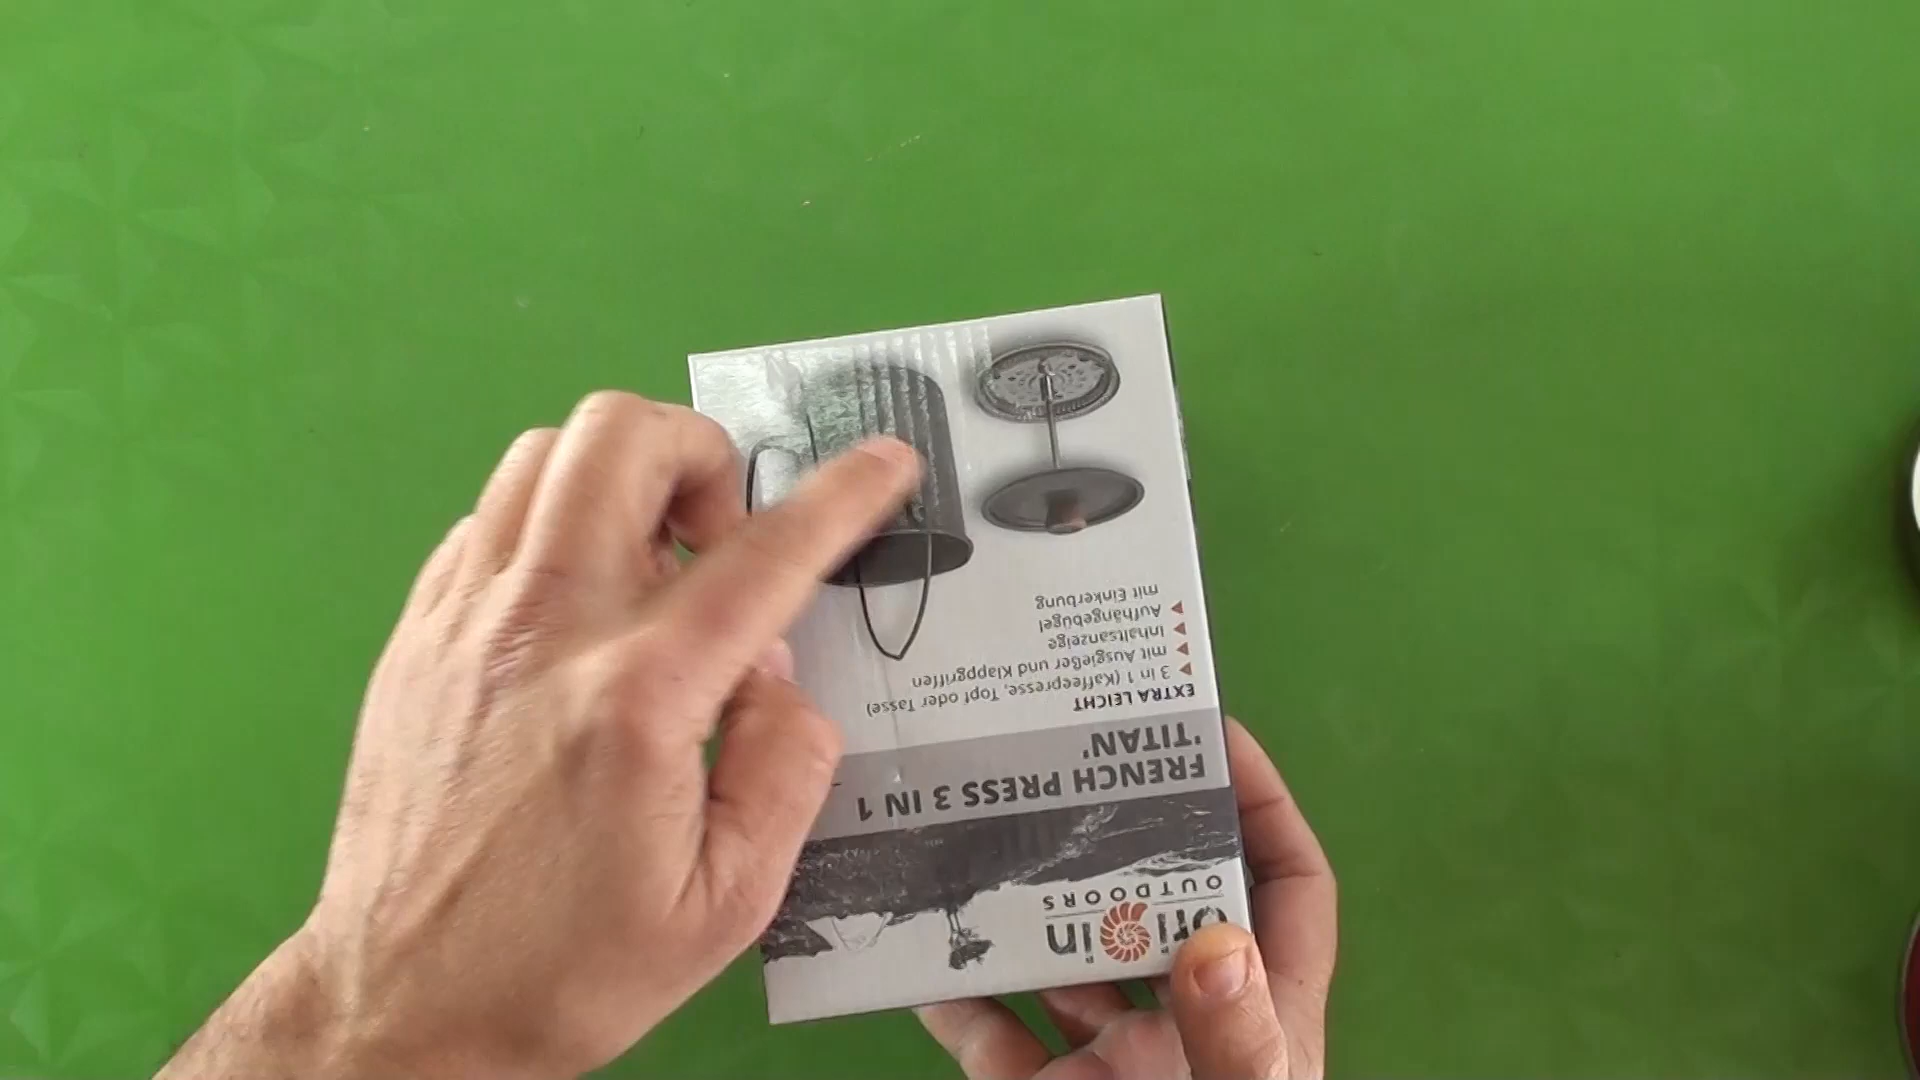 origin
OUTDOORS
FRENCH PRESS 3 IN 1
'TITAN'
EXTRA LEICHT
3 in 1 (Kaffeepresse, Topf oder Tasse)
mit Ausgießer und Klappgriffen
Inhaltsanzeige
Aufhängebügel
mit Einkerbung